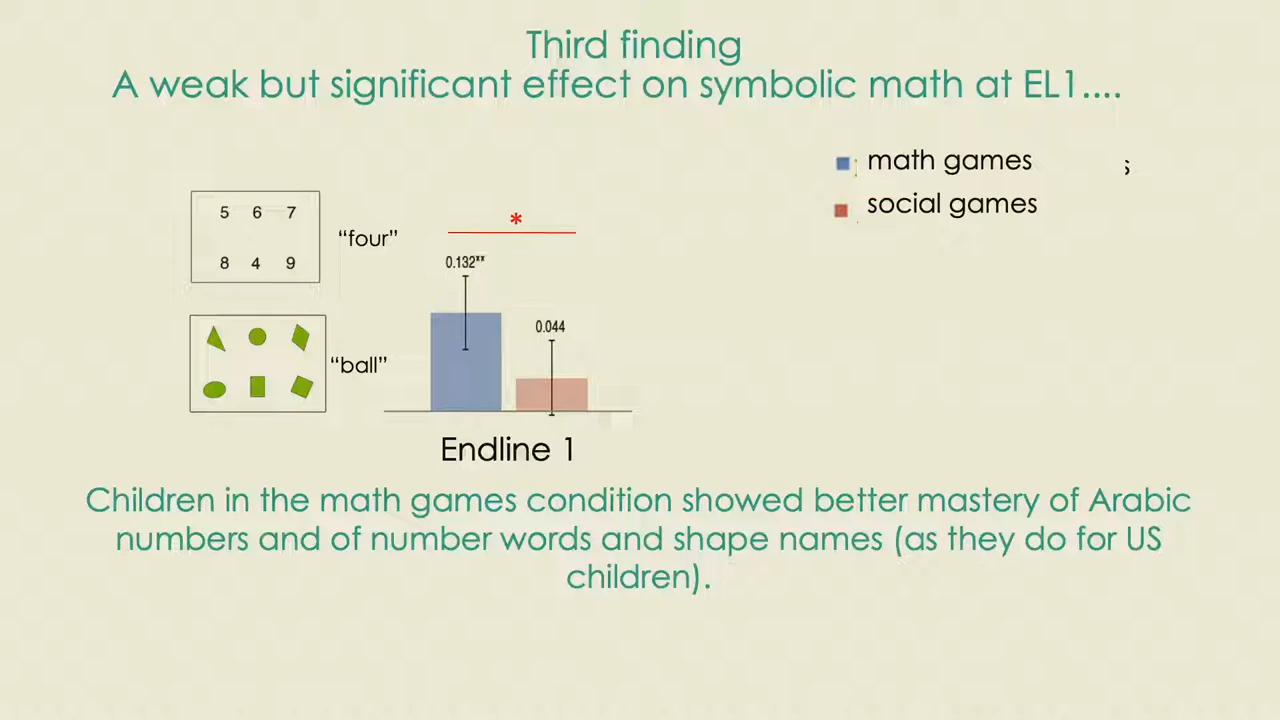 Third finding
A weak but significant effect on symbolic math at EL1....
math games
s
social games
5 6 7
8 4 9
“four”
“ball”
*
0.132**
0.044
Endline 1
Children in the math games condition showed better mastery of Arabic
numbers and of number words and shape names (as they do for US
children).